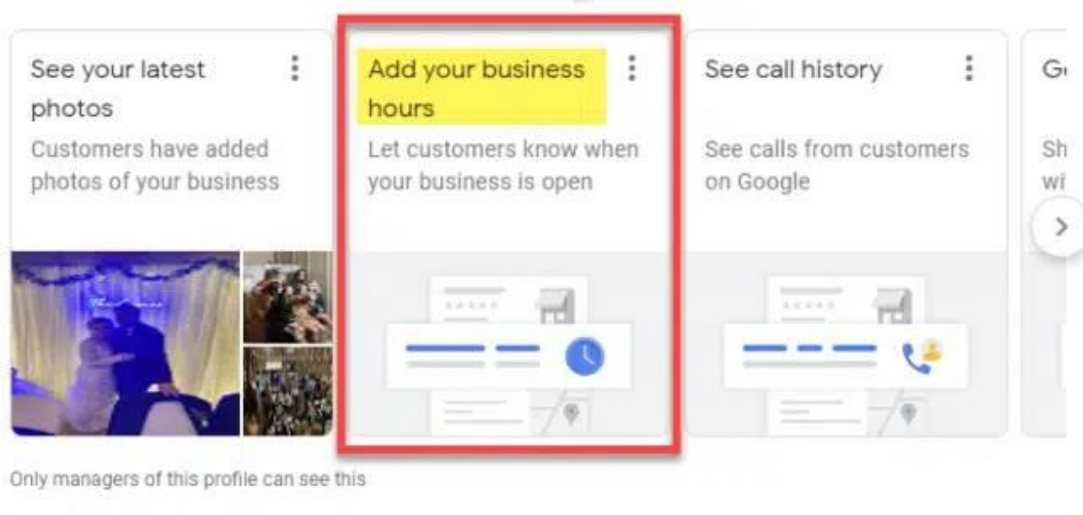 See your latest
photos
Customers have added
photos of your business
Add your business
hours
Let customers know when
your business is open
See call history
See calls from customers
on Google
Sh
wi
Only managers of this profile can see this